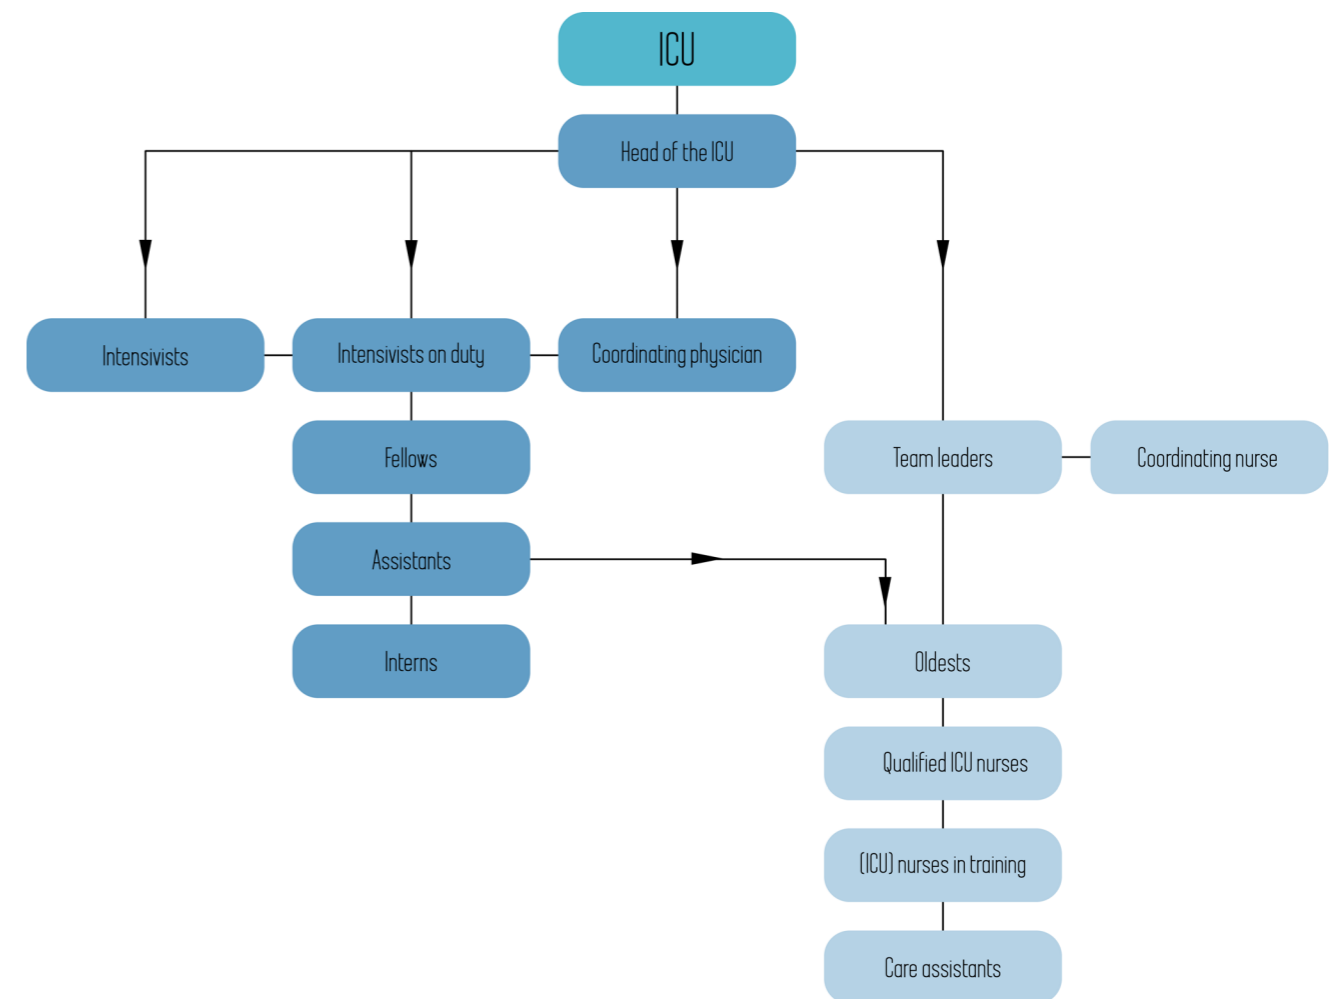 ICU
Head of the ICU
Intensivists
Intensivists on duty
Coordinating physician
Fellows
Team leaders
Coordinating nurse
Assistants
Interns
Oldests
Qualified ICU nurses
(ICU) nurses in training
Care assistants